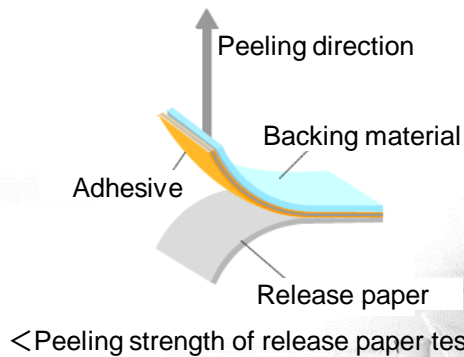 Peeling direction
Backing material
Adhesive
Release paper
＜Peeling strength of release paper tes